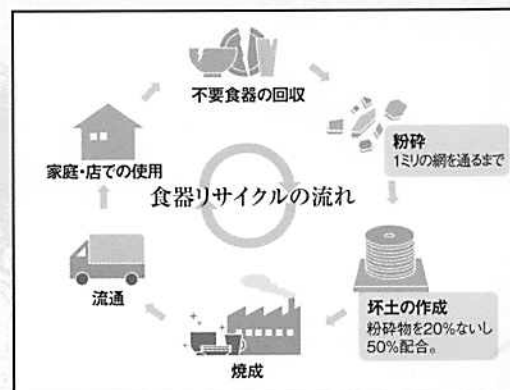 不要食器の回収
粉砕
1ミリの網を通るまで
坏土の作成
粉砕物を20%ないし
50%配合。
焼成
流通
家庭・店での使用
食器リサイクルの流れ